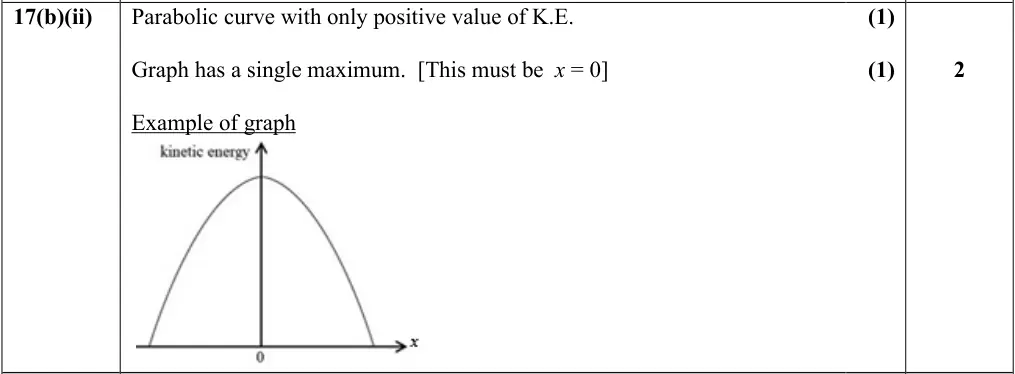 17(b)(ii) Parabolic curve with only positive value of K.E. (1)
Graph has a single maximum. [This must be x = 0] (1) 2
Example of graph
kinetic energy
x
0